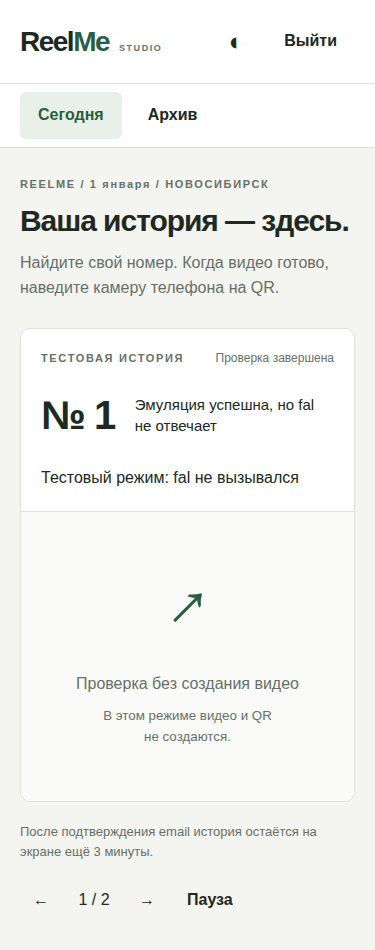 ReelMe STUDIO
Выйти
Сегодня Архив
REELME / 1 января / НОВОСИБИРСК
Ваша история — здесь.
Найдите свой номер. Когда видео готово,
наведите камеру телефона на QR.
ТЕСТОВАЯ ИСТОРИЯ Проверка завершена
№ 1
Эмуляция успешна, но fal
не отвечает
Тестовый режим: fal не вызывался
↗
Проверка без создания видео
В этом режиме видео и QR
не создаются.
После подтверждения email история остаётся на
экране ещё 3 минуты.
← 1 / 2 → Пауза